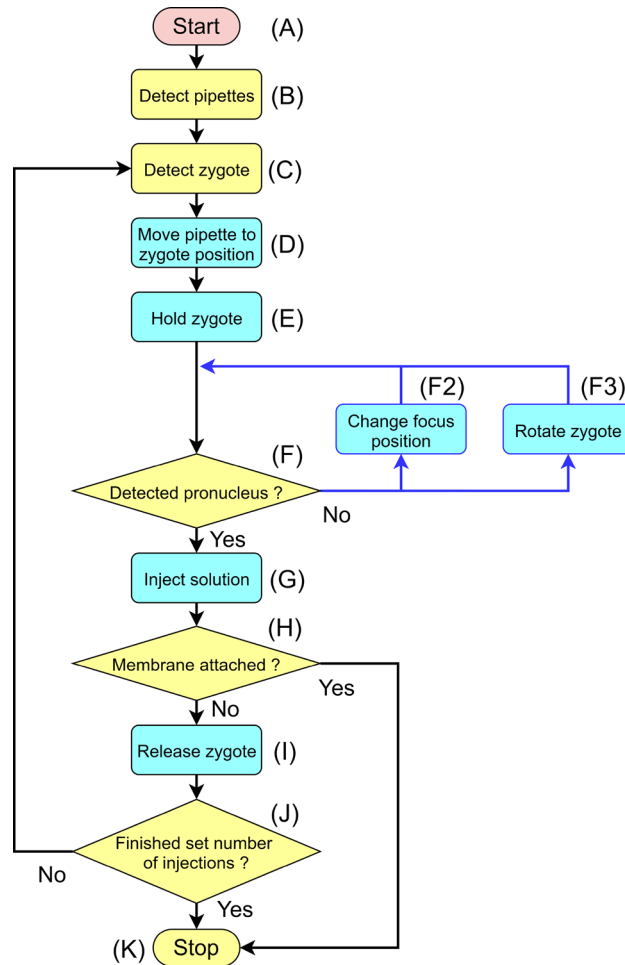 Start
(A)
Detect pipettes
(B)
Detect zygote
(C)
Move pipette to
zygote position
(D)
Hold zygote
(E)
(F2)
(F3)
Change focus
position
Rotate zygote
(F)
Detected pronucleus ?
No
Yes
Inject solution
(G)
(H)
Membrane attached ?
Yes
No
Release zygote
(I)
(J)
Finished set number
of injections ?
No
Yes
(K)
Stop